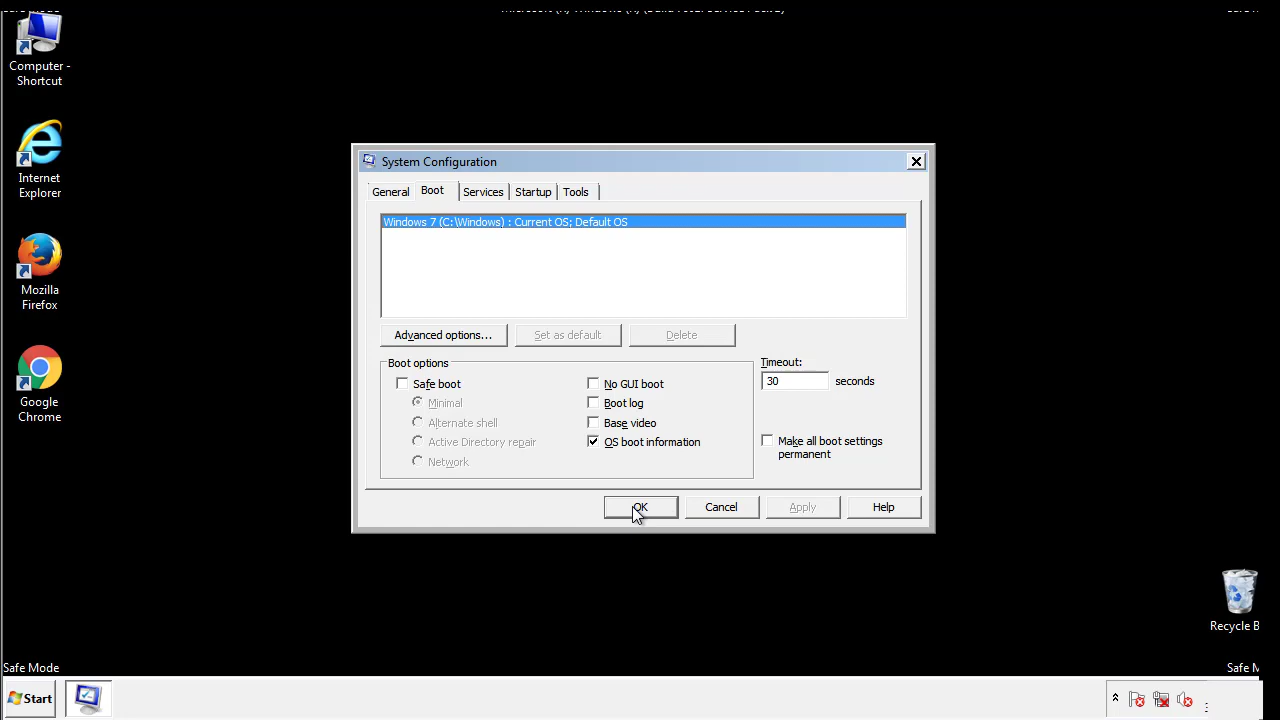 Computer -
Shortcut
Internet
Explorer
Mozilla
Firefox
Google
Chrome
System Configuration
General Boot Services Startup Tools
Windows 7 (C:\Windows) : Current OS; Default OS
Advanced options... Set as default Delete
Boot options
Timeout:
30 seconds
Safe boot
No GUI boot
Minimal
Boot log
Alternate shell
Base video
Active Directory repair
OS boot information
Make all boot settings
permanent
Network
OK Cancel Apply Help
Recycle B
Safe Mode
Safe M
Start